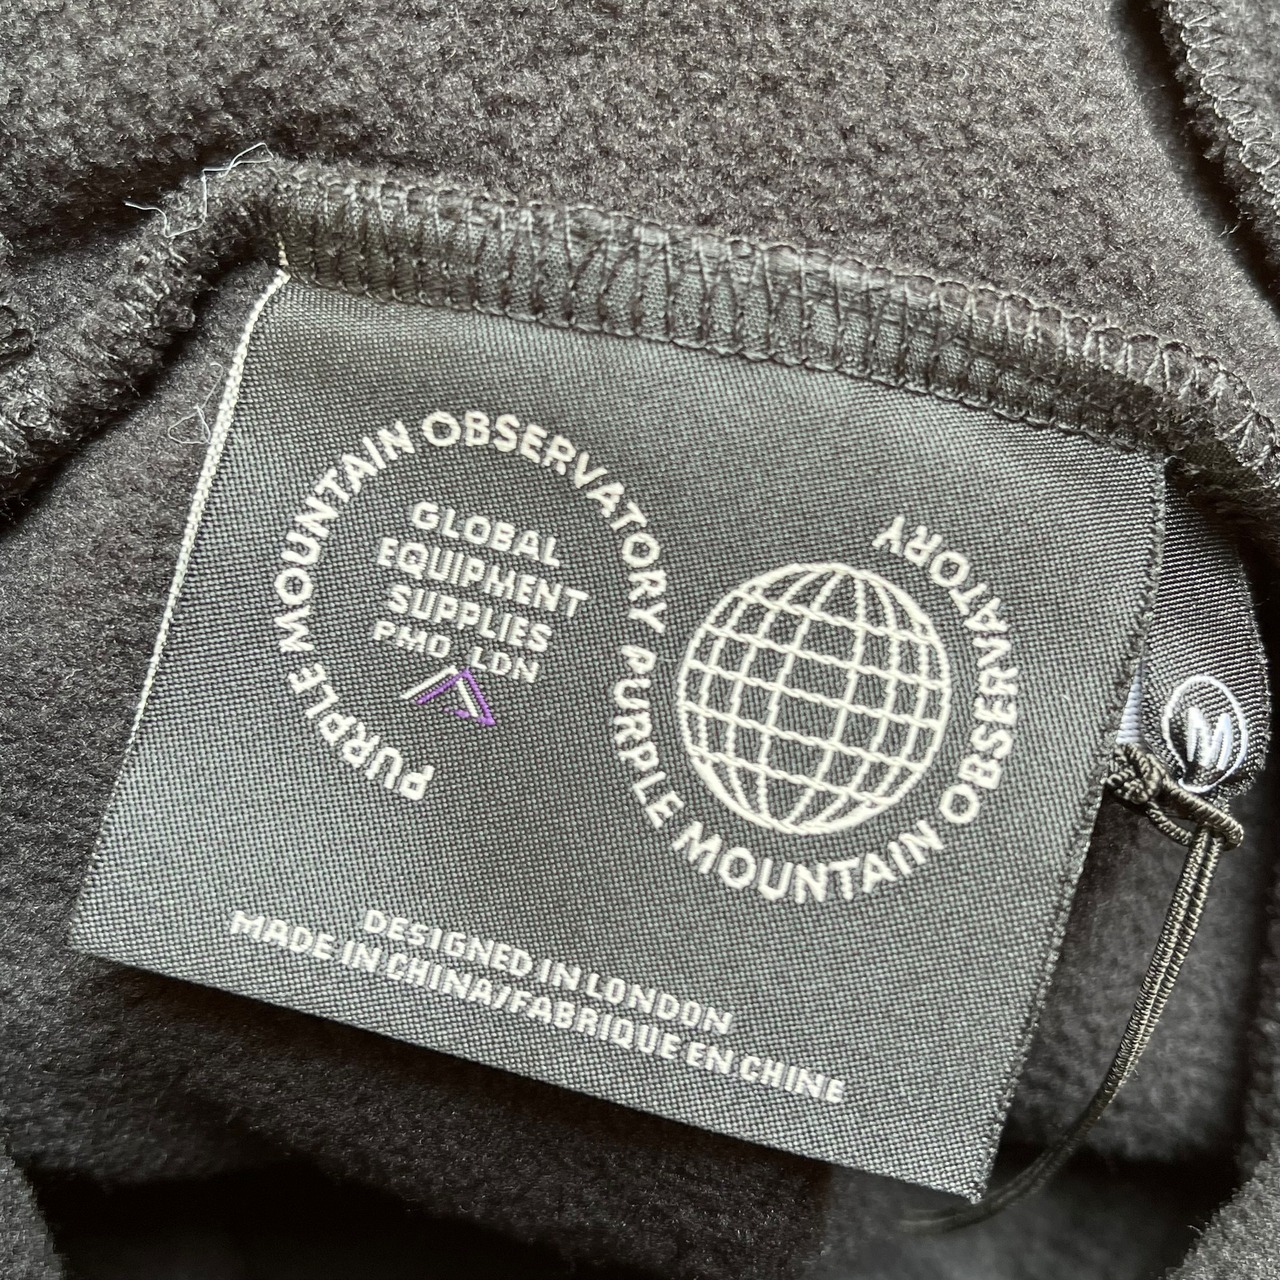 PURPLE MOUNTAIN OBSERVATORY PURPLE MOUNTAIN OBSERVATORY
GLOBAL
EQUIPMENT
SUPPLIES
PMO LDN
DESIGNED IN LONDON
MADE IN CHINA/FABRIQUE EN CHINE
M